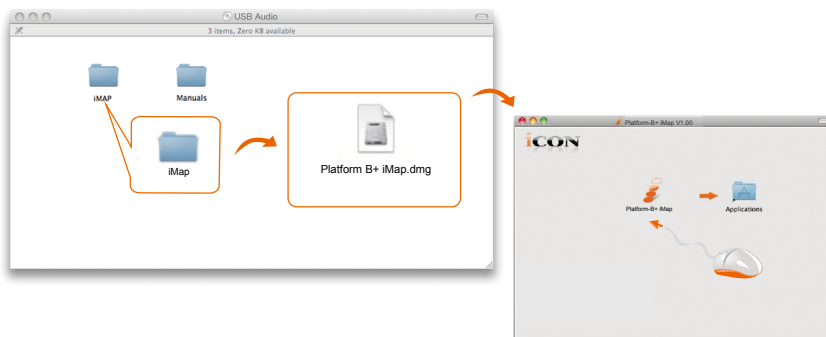 USB Audio
3 items, Zero KB available
iMAP
Manuals
iMap
Platform B+ iMap.dmg
Platform-B+ iMap V1.00
iCON
Platform-B+ iMap
Applications